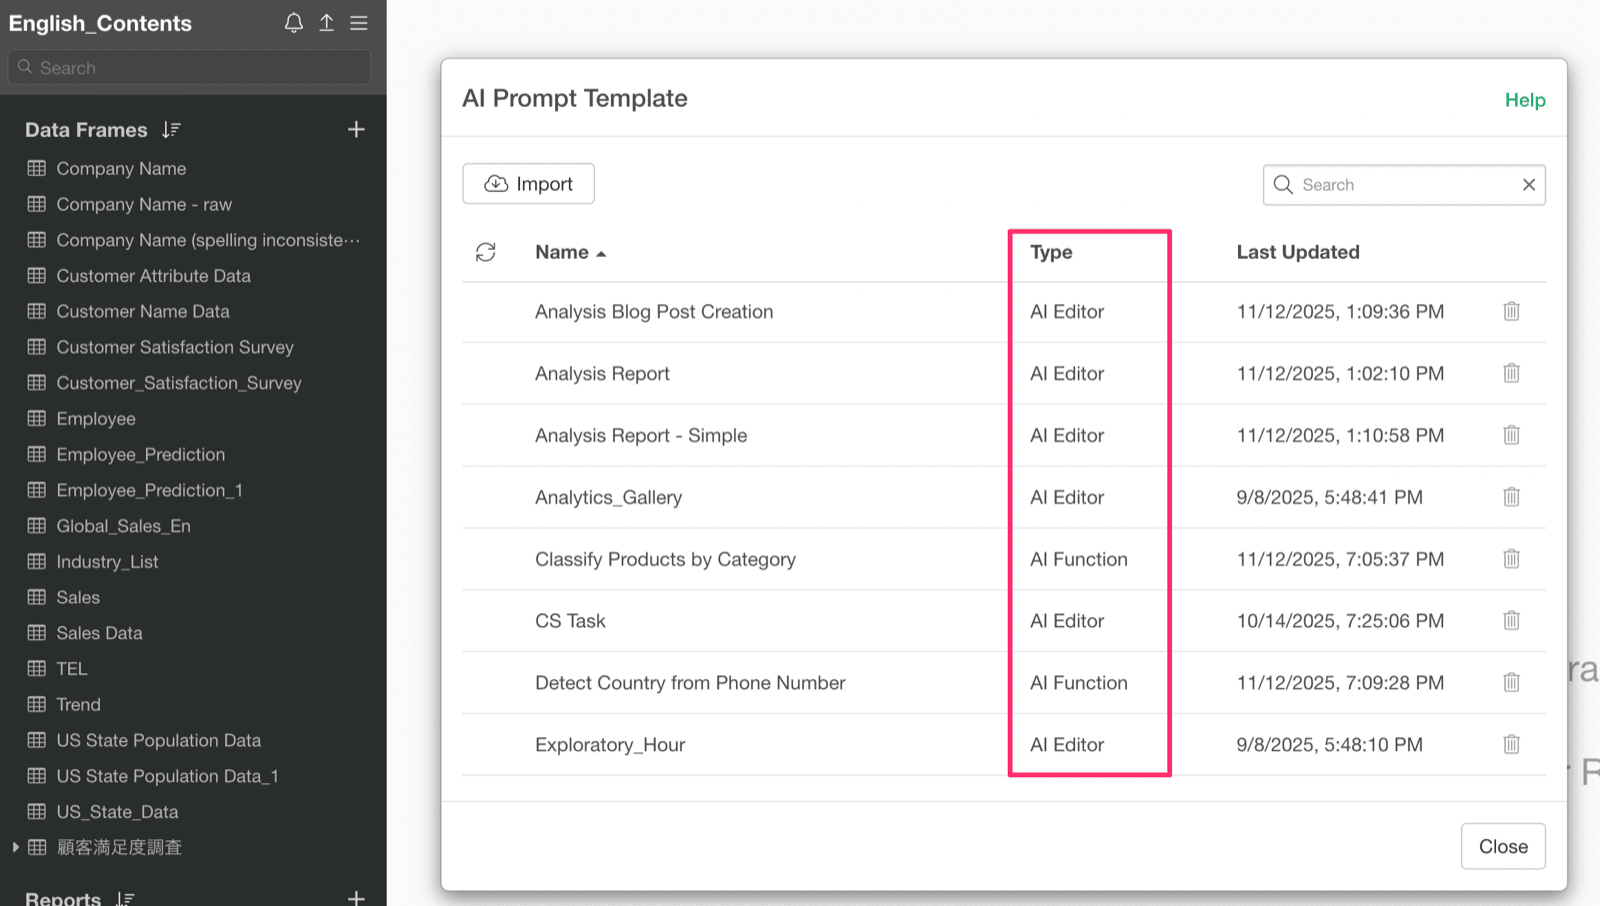 English_Contents
Search
Data Frames
Company Name
Company Name - raw
Company Name (spelling inconsiste···
Customer Attribute Data
Customer Name Data
Customer Satisfaction Survey
Customer_Satisfaction_Survey
Employee
Employee_Prediction
Employee_Prediction_1
Global_Sales_En
Industry_List
Sales
Sales Data
TEL
Trend
US State Population Data
US State Population Data_1
US_State_Data
顧客満足度調査
Reports
AI Prompt Template
Help
Import
Search
Name Type Last Updated
Analysis Blog Post Creation AI Editor 11/12/2025, 1:09:36 PM
Analysis Report AI Editor 11/12/2025, 1:02:10 PM
Analysis Report - Simple AI Editor 11/12/2025, 1:10:58 PM
Analytics_Gallery AI Editor 9/8/2025, 5:48:41 PM
Classify Products by Category AI Function 11/12/2025, 7:05:37 PM
CS Task AI Editor 10/14/2025, 7:25:06 PM
Detect Country from Phone Number AI Function 11/12/2025, 7:09:28 PM
Exploratory_Hour AI Editor 9/8/2025, 5:48:10 PM
Close